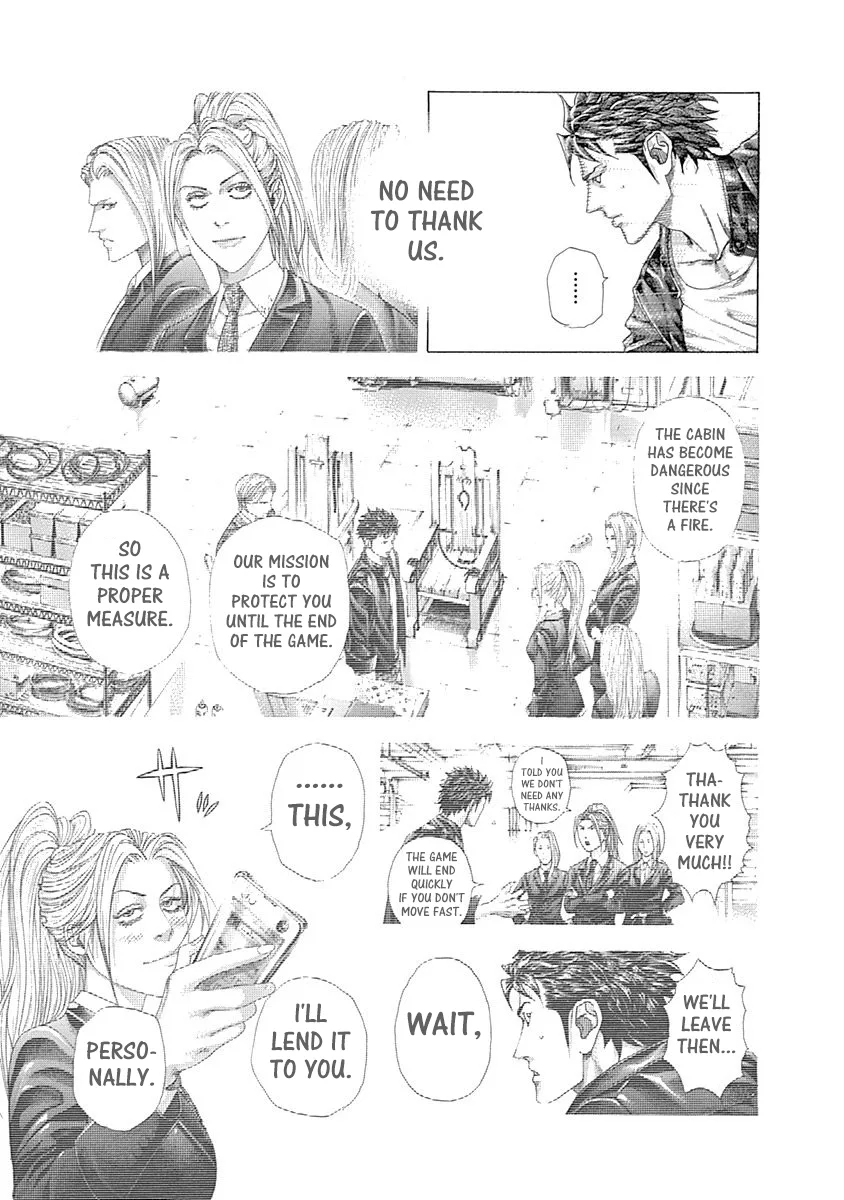 ......
NO NEED
TO THANK
US.
THE CABIN
HAS BECOME
DANGEROUS
SINCE
THERE'S
A FIRE.
OUR MISSION
IS TO
PROTECT YOU
UNTIL THE END
OF THE GAME.
SO
THIS IS A
PROPER
MEASURE.
THA-
THANK
YOU
VERY
MUCH!!
I
TOLD YOU
WE DON'T
NEED ANY
THANKS.
THE GAME
WILL END
QUICKLY
IF YOU DON'T
MOVE FAST.
WE'LL
LEAVE
THEN...
WAIT,
......
THIS,
I'LL
LEND IT
TO YOU.
PERSO-
NALLY.